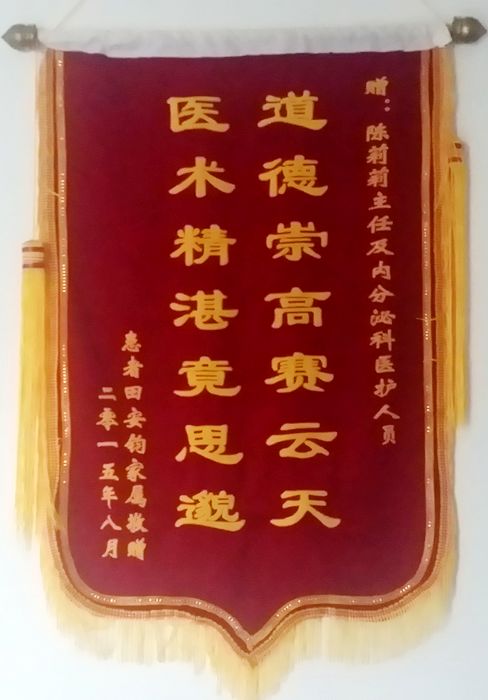 赠：陈莉莉主任及内分泌科医护人员
道德崇高赛云天
医术精湛竟思邈
患者田安钧家属敬赠
二零一五年八月